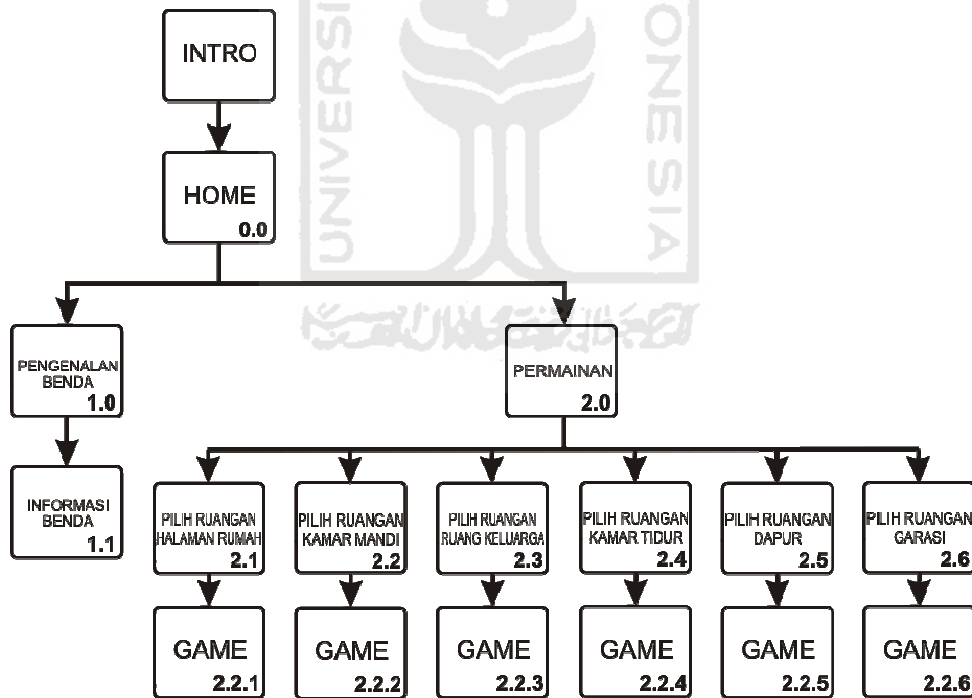 INTRO
HOME
0.0
PENGENALAN
BENDA
1.0
PERMAINAN
2.0
INFORMASI
BENDA
1.1
PILIH RUANGAN
HALAMAN RUMAH
2.1
PILIH RUANGAN
KAMAR MANDI
2.2
PILIH RUANGAN
RUANG KELUARGA
2.3
PILIH RUANGAN
KAMAR TIDUR
2.4
PILIH RUANGAN
DAPUR
2.5
PILIH RUANGAN
GARASI
2.6
GAME
2.2.1
GAME
2.2.2
GAME
2.2.3
GAME
2.2.4
GAME
2.2.5
GAME
2.2.6
UNIVERSI
ONESIA